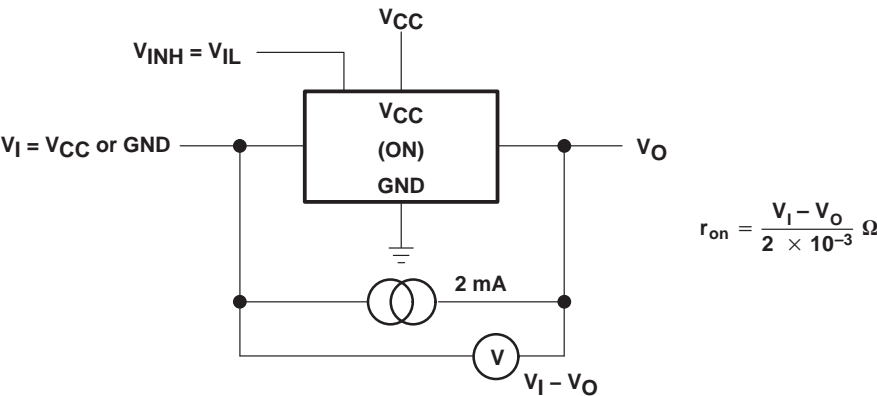 VCC
VINH = VIL
VCC
VI = VCC or GND
(ON)
VO
GND
ron = VI – VO / 2 × 10–3 Ω
2 mA
V
VI – VO